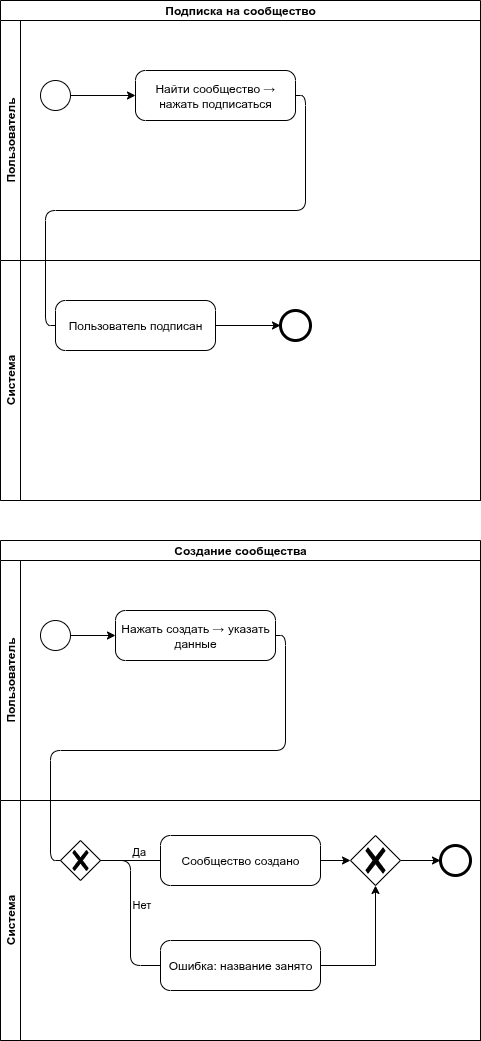 Подписка на сообщество
Пользователь
Найти сообщество →
нажать подписаться
Система
Пользователь подписан
Создание сообщества
Пользователь
Нажать создать → указать
данные
Система
Да
Сообщество создано
Нет
Ошибка: название занято